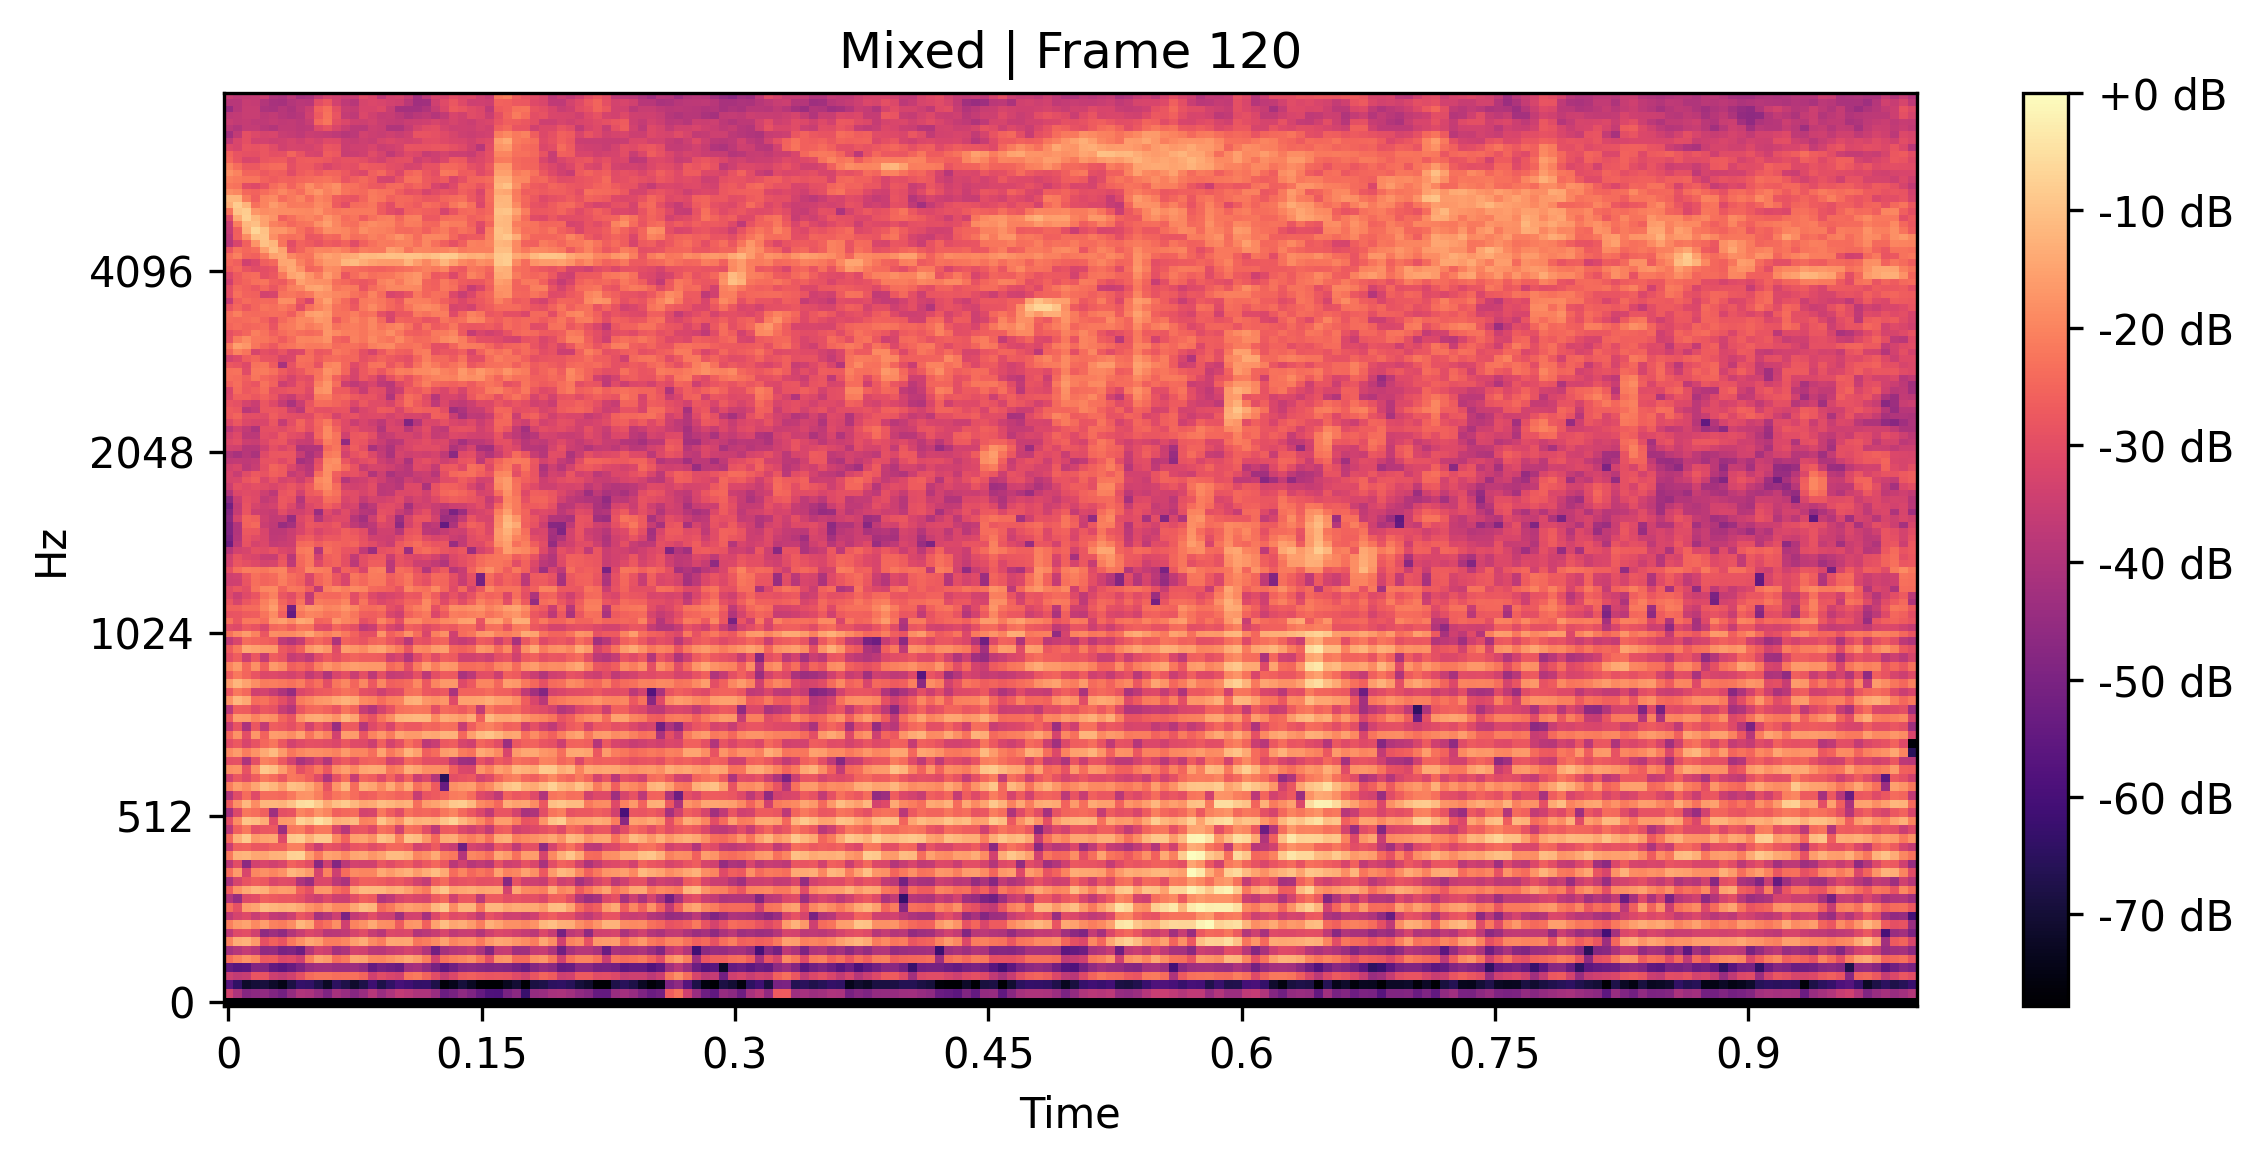 Mixed | Frame 120
+0 dB
-10 dB
-20 dB
-30 dB
-40 dB
-50 dB
-60 dB
-70 dB
Hz
4096
2048
1024
512
0
0 0.15 0.3 0.45 0.6 0.75 0.9
Time